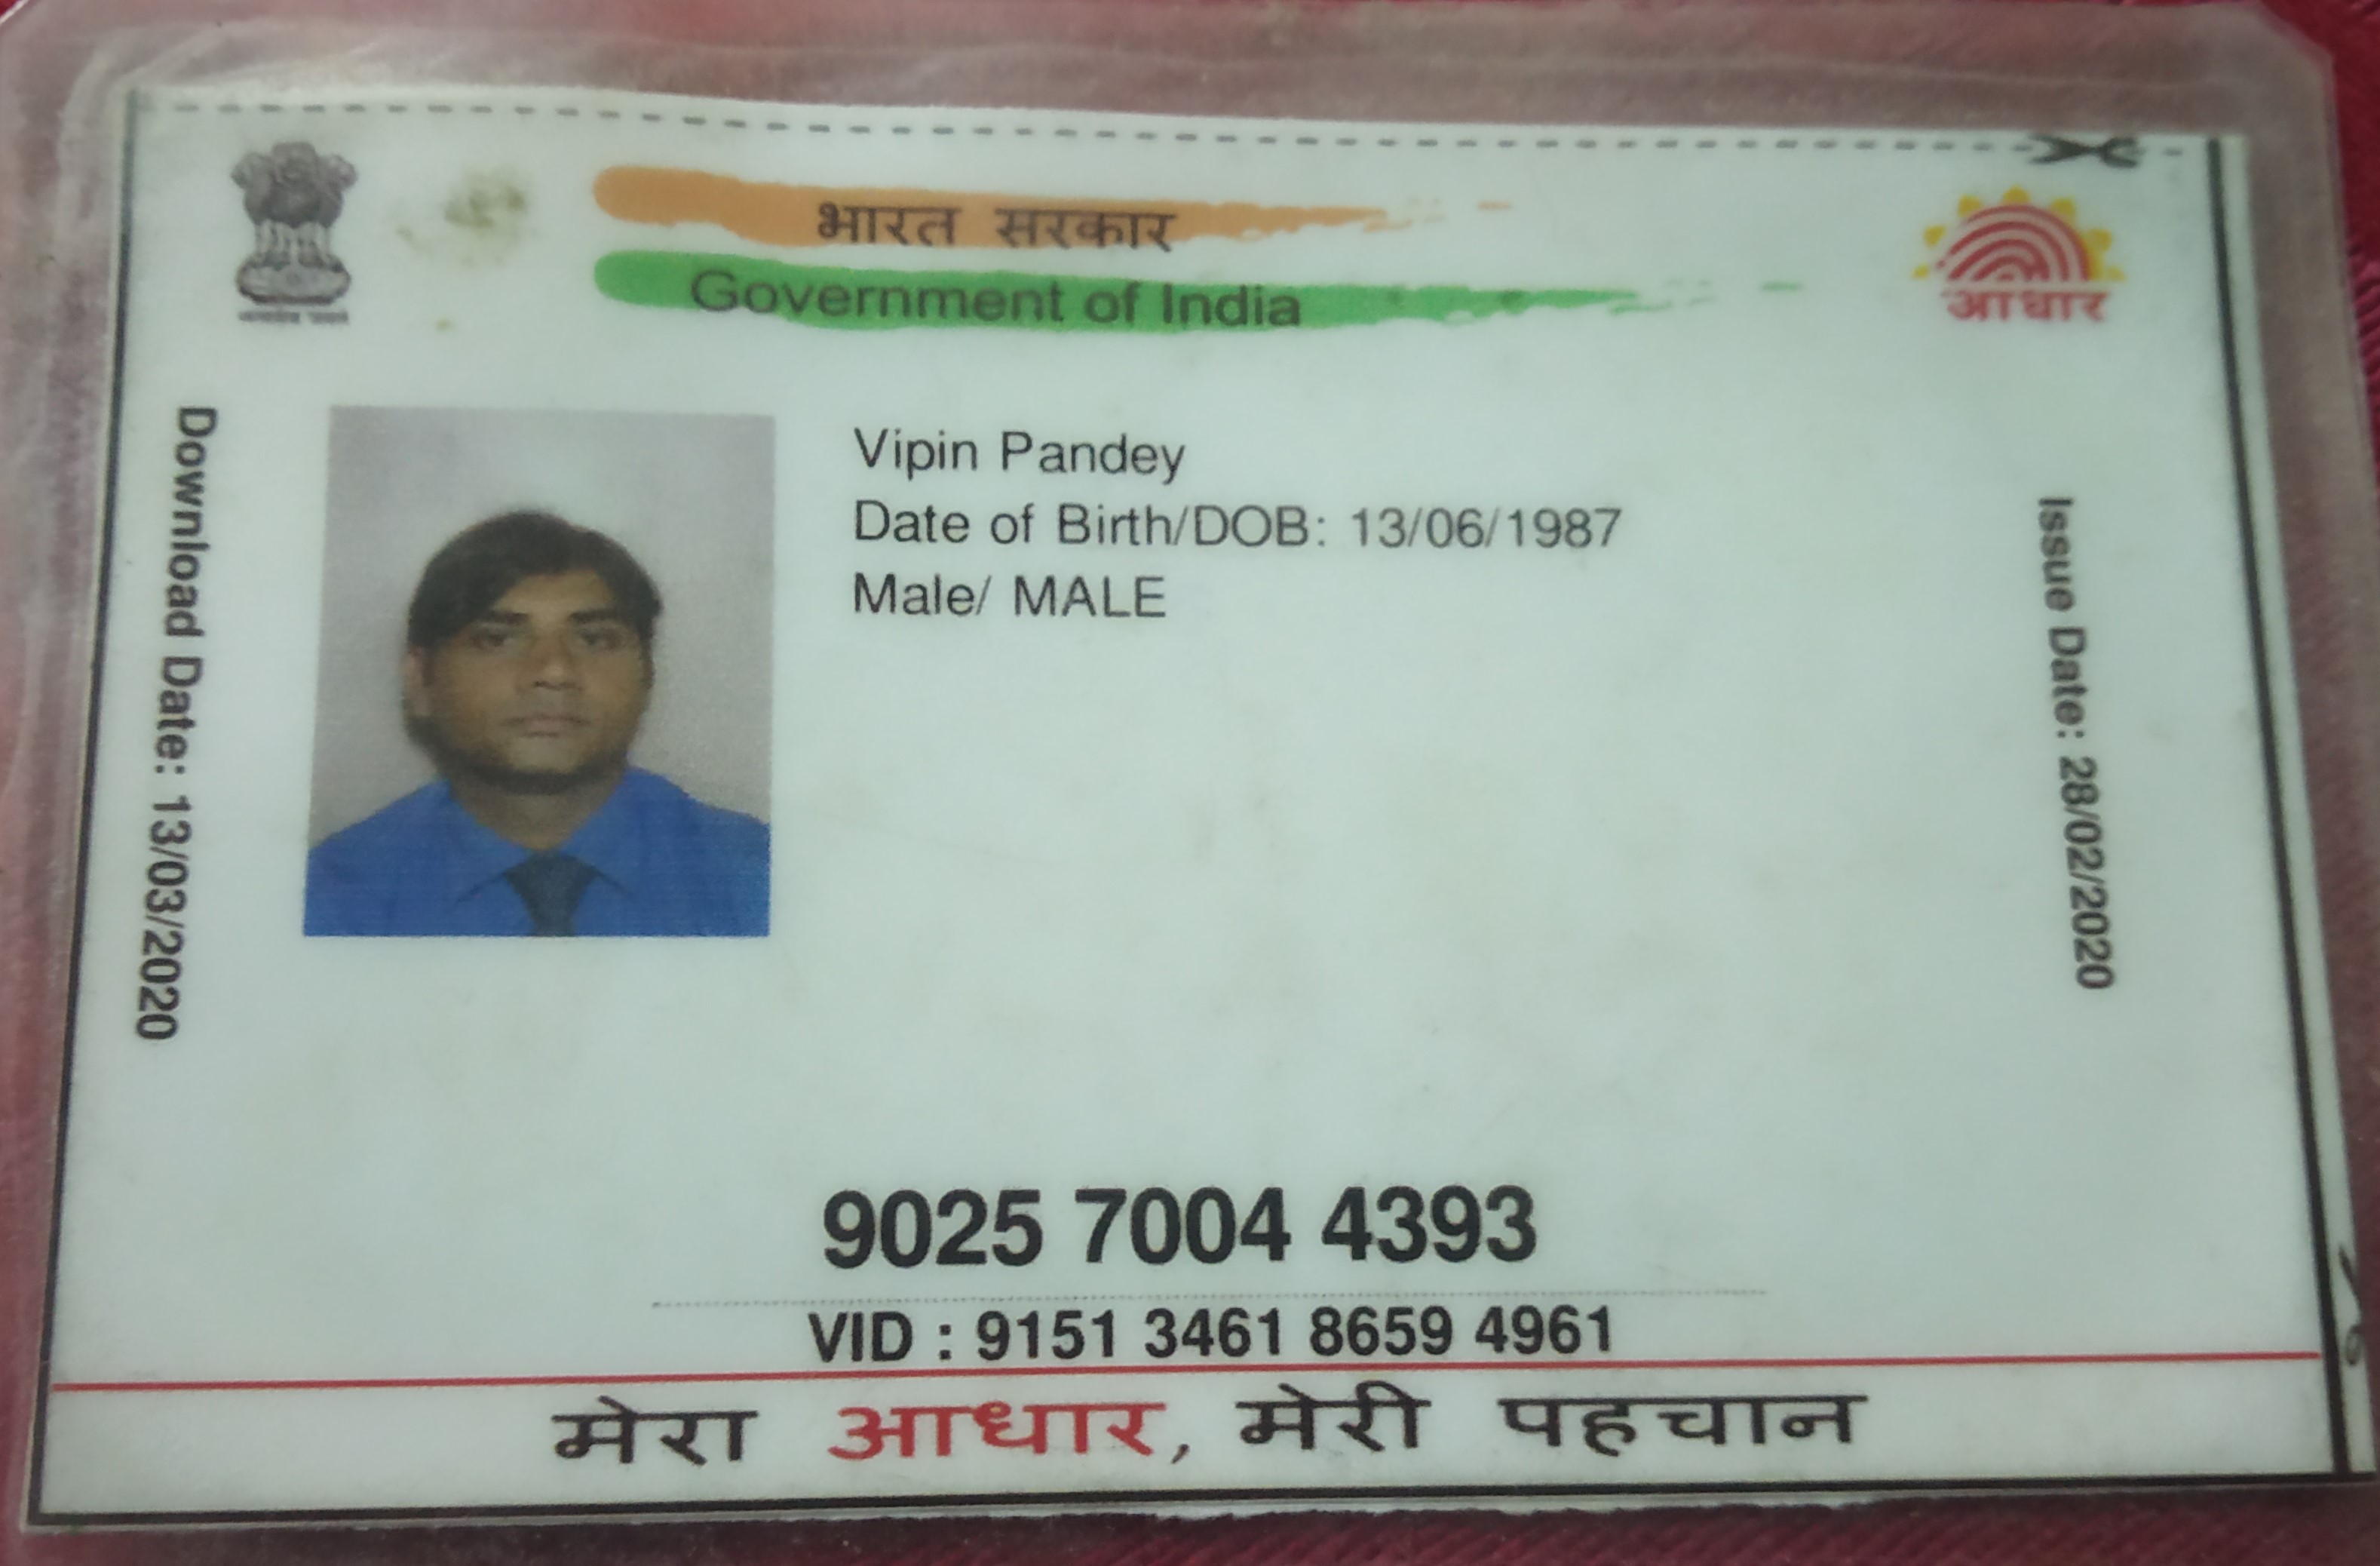 भारत सरकार
Government of India
आधार
Download Date: 13/03/2020
Vipin Pandey
Date of Birth/DOB: 13/06/1987
Male/ MALE
Issue Date: 28/02/2020
9025 7004 4393
VID : 9151 3461 8659 4961
मेरा आधार, मेरी पहचान